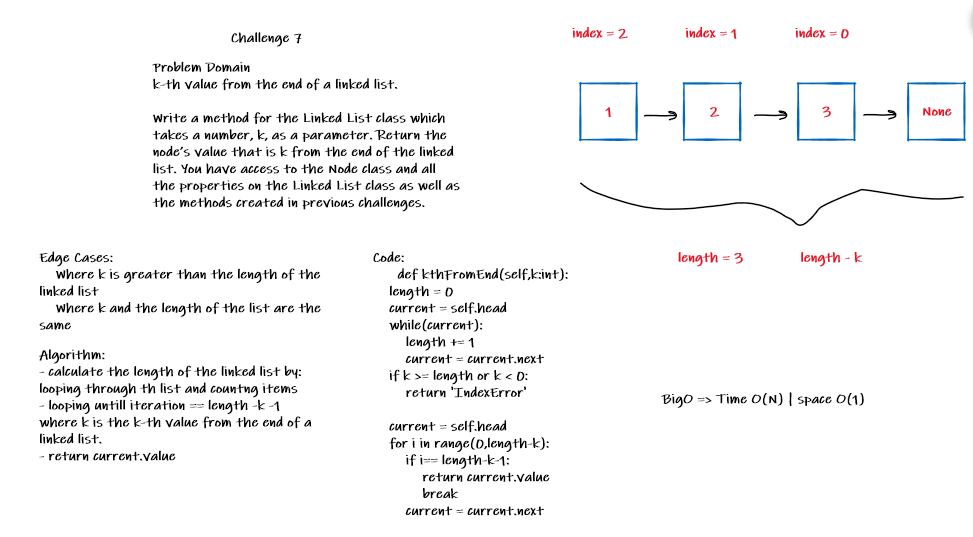 Challenge 7
Problem Domain
k-th value from the end of a linked list.
Write a method for the Linked List class which
takes a number, k, as a parameter. Return the
node's value that is k from the end of the linked
list. You have access to the Node class and all
the properties on the Linked List class as well as
the methods created in previous challenges.
index = 2 index = 1 index = 0
1 2 3 None
length = 3 length - k
Edge Cases:
Where k is greater than the length of the
linked list
Where k and the length of the list are the
same
Algorithm:
- calculate the length of the linked list by:
looping through th list and countng items
- looping untill iteration == length -k -1
where k is the k-th value from the end of a
linked list.
- return current.value
Code:
def kthFromEnd(self,k:int):
length = 0
current = self.head
while(current):
length += 1
current = current.next
if k >= length or k < 0:
return 'IndexError'
current = self.head
for i in range(0,length-k):
if i== length-k-1:
return current.value
break
current = current.next
BigO => Time O(N) | space O(1)